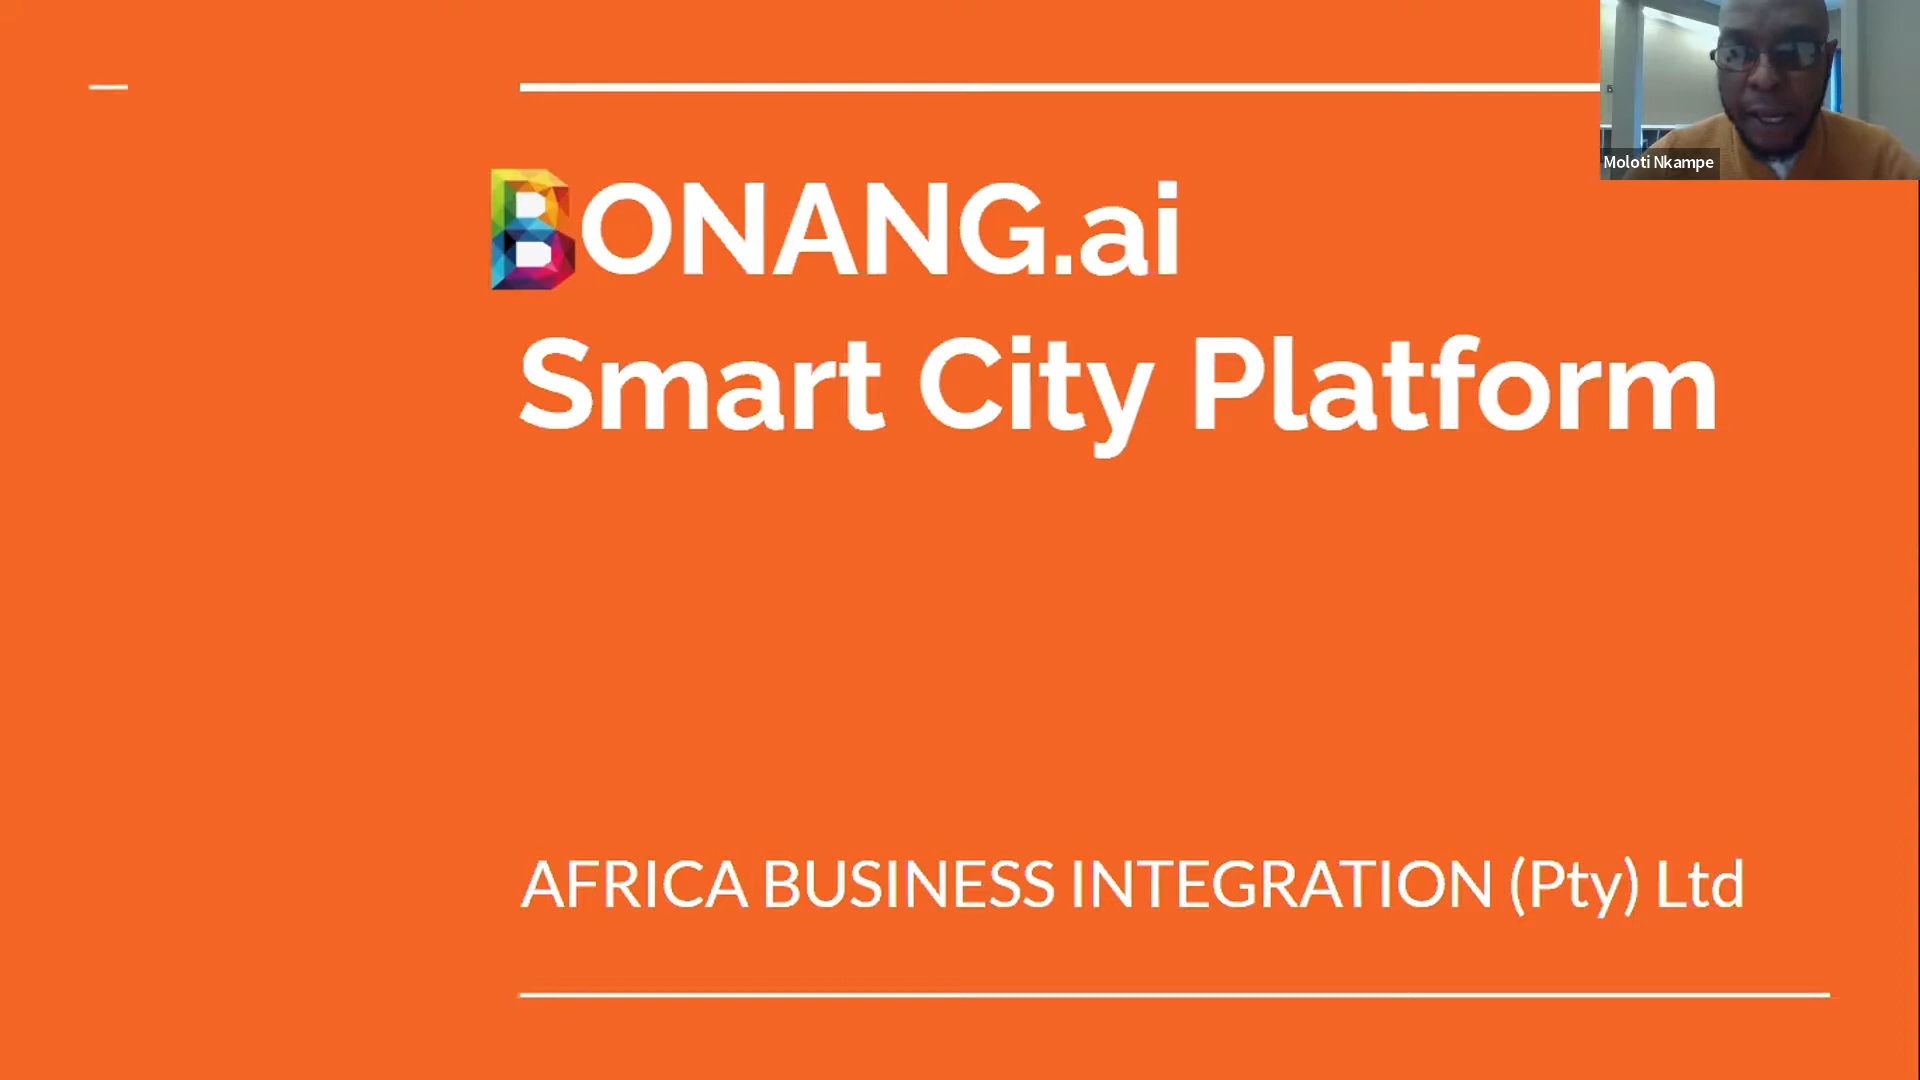 BONANG.ai
Smart City Platform
AFRICA BUSINESS INTEGRATION (Pty) Ltd
Moloti Nkampe